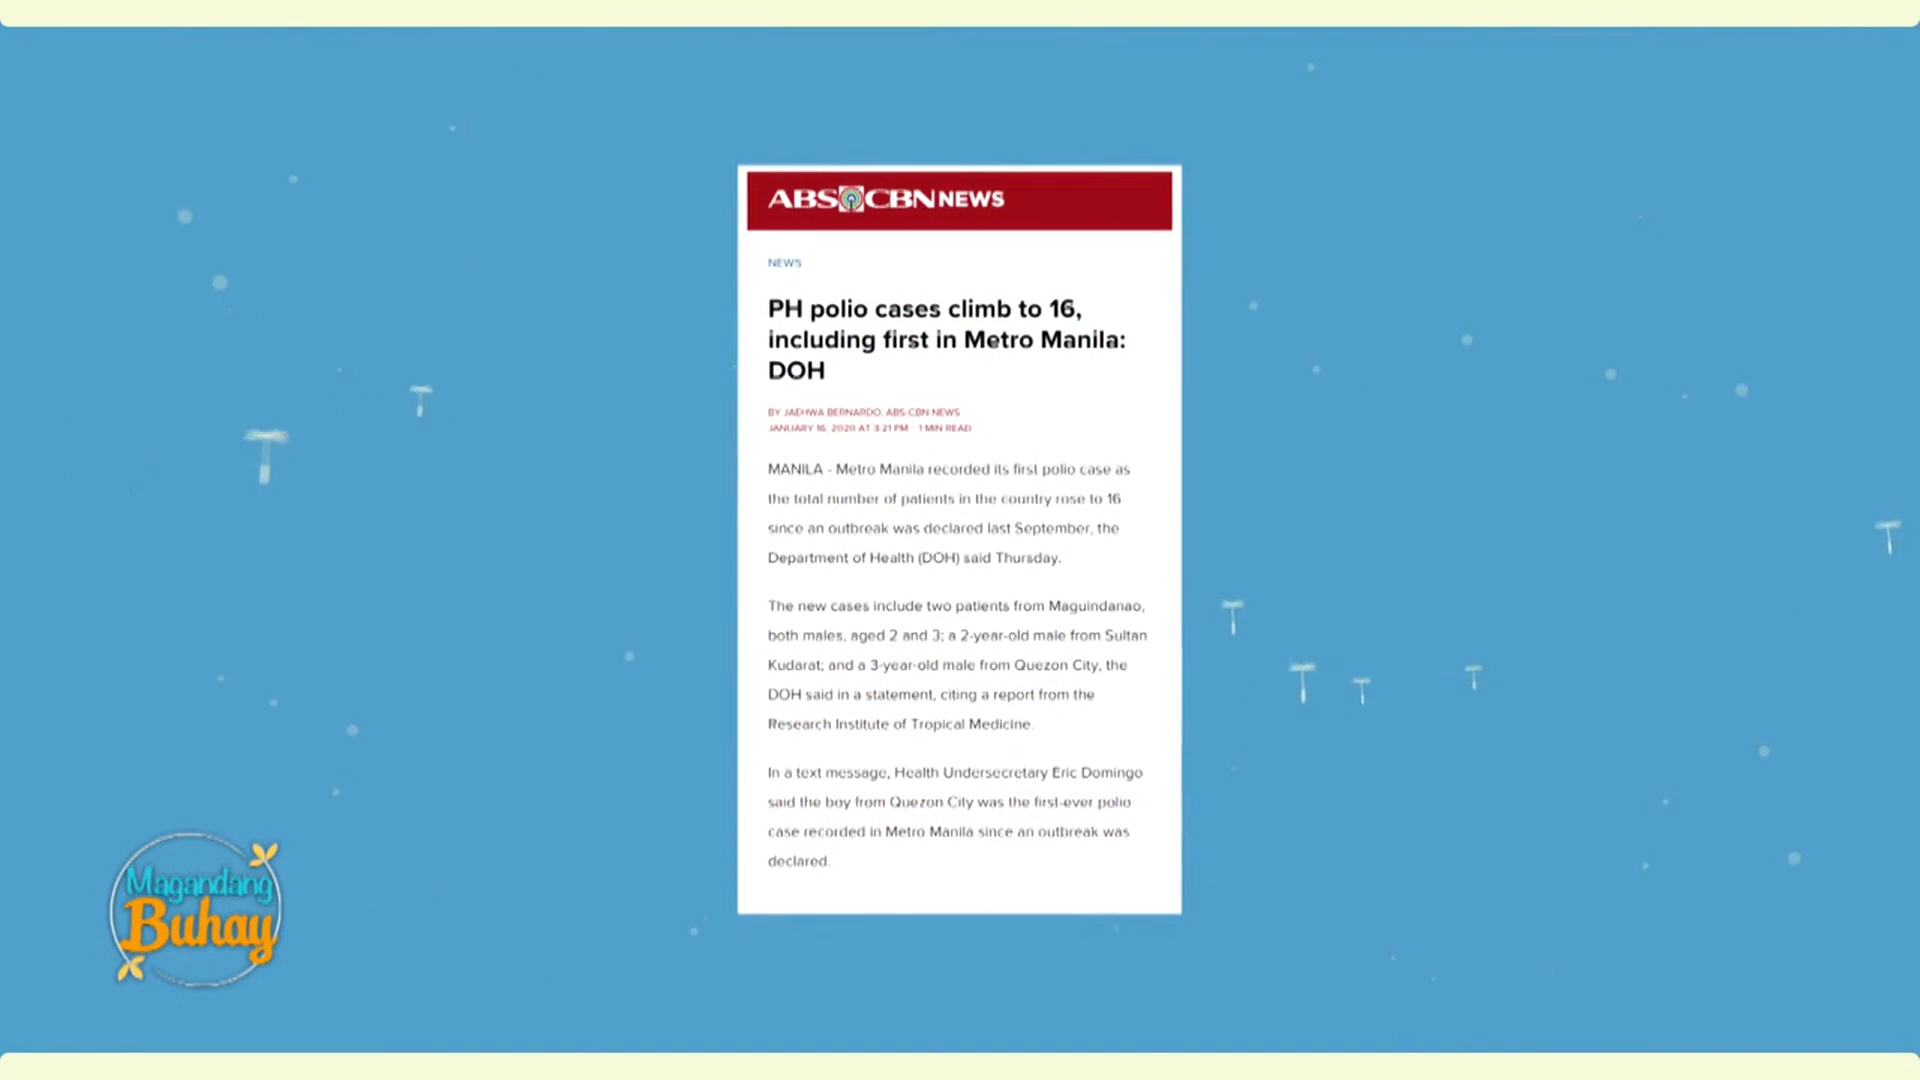 ABS CBN NEWS
NEWS
PH polio cases climb to 16,
including first in Metro Manila:
DOH
BY JAEHWA BERNARDO, ABS-CBN NEWS
JANUARY 16, 2020 AT 3:21 PM · 1 MIN READ
MANILA - Metro Manila recorded its first polio case as
the total number of patients in the country rose to 16
since an outbreak was declared last September, the
Department of Health (DOH) said Thursday.
The new cases include two patients from Maguindanao,
both males, aged 2 and 3; a 2-year-old male from Sultan
Kudarat; and a 3-year-old male from Quezon City, the
DOH said in a statement, citing a report from the
Research Institute of Tropical Medicine.
In a text message, Health Undersecretary Eric Domingo
said the boy from Quezon City was the first-ever polio
case recorded in Metro Manila since an outbreak was
declared.
Magandang
Buhay